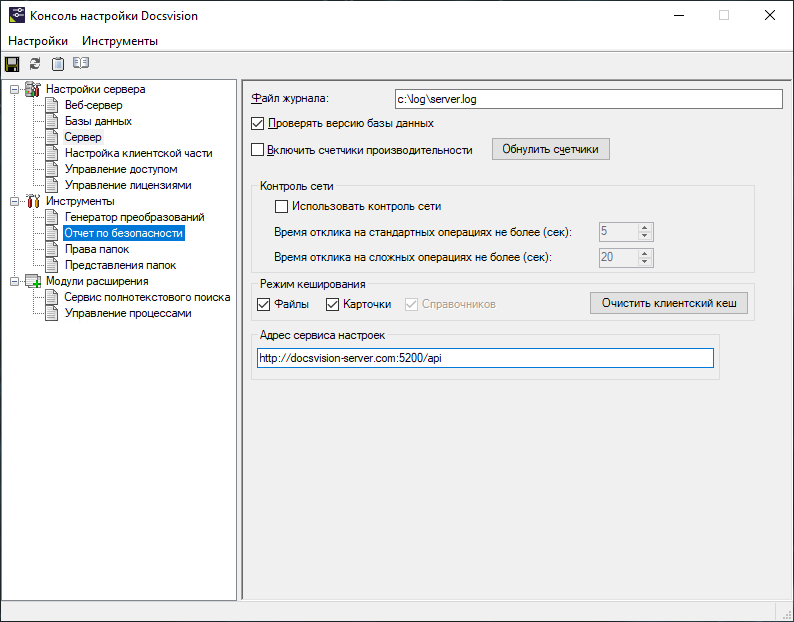 Консоль настройки Docsvision
Настройки Инструменты
Настройки сервера
Веб-сервер
Базы данных
Сервер
Настройка клиентской части
Управление доступом
Управление лицензиями
Инструменты
Генератор преобразований
Отчет по безопасности
Права папок
Представления папок
Модули расширения
Сервис полнотекстового поиска
Управление процессами
Файл журнала: c:\log\server.log
Проверять версию базы данных
Включить счетчики производительности Обнулить счетчики
Контроль сети
Использовать контроль сети
Время отклика на стандартных операциях не более (сек): 5
Время отклика на сложных операциях не более (сек): 20
Режим кеширования
Файлы Карточки Справочников Очистить клиентский кеш
Адрес сервиса настроек
http://docsvision-server.com:5200/api